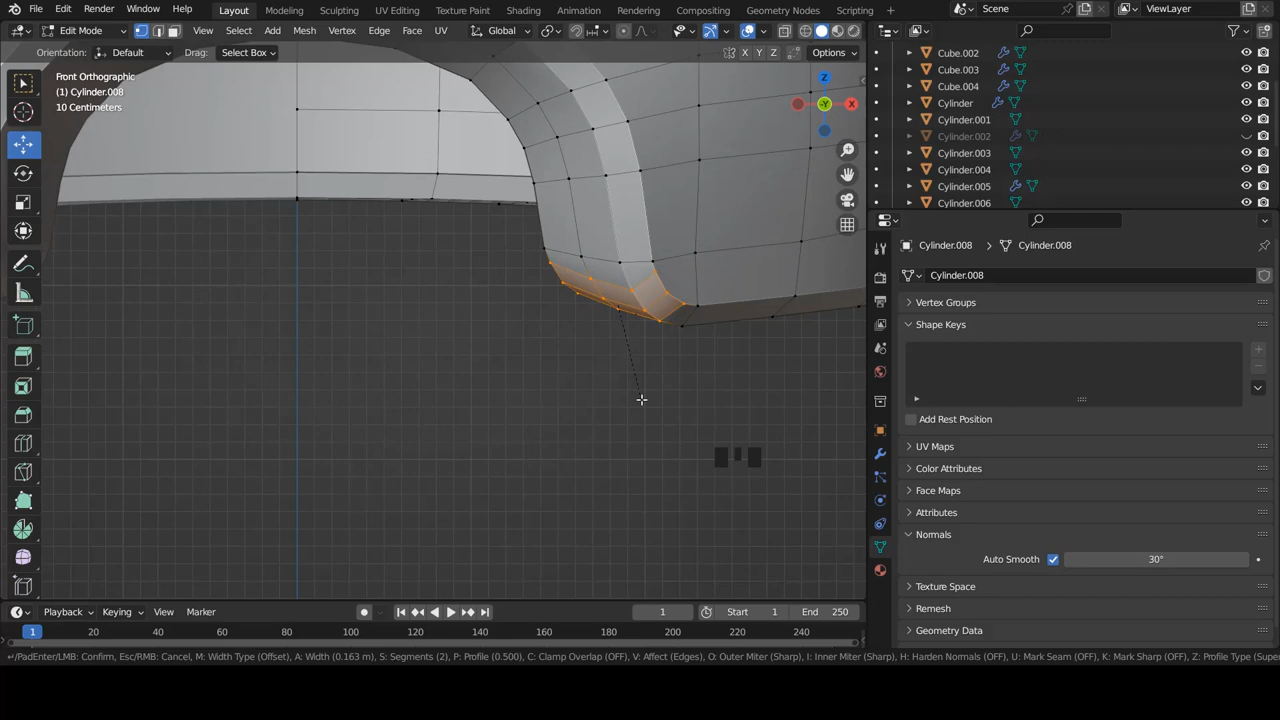 File Edit Render Window Help Layout Modeling Sculpting UV Editing Texture Paint Shading Animation Rendering Compositing Geometry Nodes Scripting Scene ViewLayer
Edit Mode View Select Add Mesh Vertex Edge Face UV Global
Orientation: Default Drag: Select Box X Y Z Options
Front Orthographic
(1) Cylinder.008
10 Centimeters
Z
X
-Y
Cube.002
Cube.003
Cube.004
Cylinder
Cylinder.001
Cylinder.002
Cylinder.003
Cylinder.004
Cylinder.005
Cylinder.006
Cylinder.008 > Cylinder.008
Cylinder.008
Vertex Groups
Shape Keys
Add Rest Position
UV Maps
Color Attributes
Face Maps
Attributes
Normals
Auto Smooth 30°
Texture Space
Remesh
Geometry Data
Playback Keying View Marker 1 Start 1 End 250
1 20 40 60 80 100 120 140 160 180 200 220 240
↵/PadEnter/LMB: Confirm, Esc/RMB: Cancel, M: Width Type (Offset), A: Width (0.163 m), S: Segments (2), P: Profile (0.500), C: Clamp Overlap (OFF), V: Affect (Edges), O: Outer Miter (Sharp), I: Inner Miter (Sharp), H: Harden Normals (OFF), U: Mark Seam (OFF), K: Mark Sharp (OFF), Z: Profile Type (Super